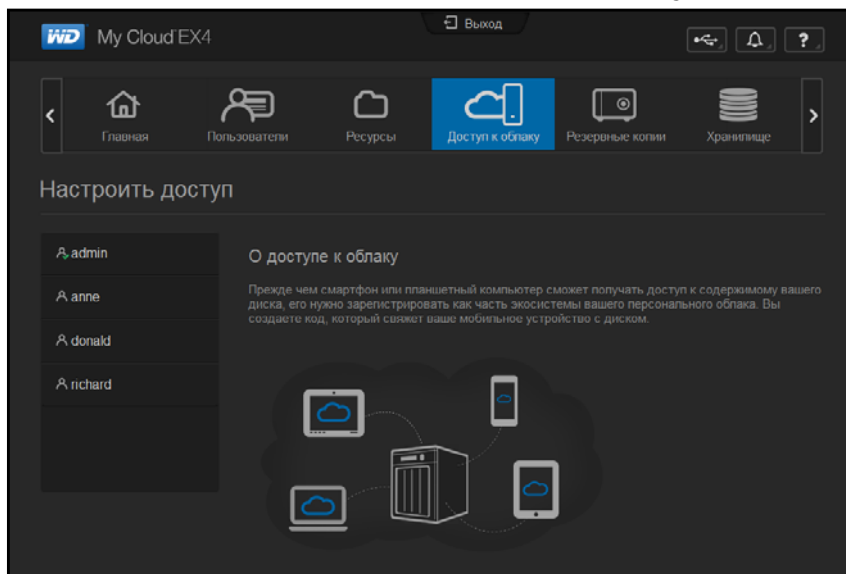 WD My Cloud EX4
Выход
?
Главная
Пользователи
Ресурсы
Доступ к облаку
Резервные копии
Хранилище
Настроить доступ
admin
anne
donald
richard
О доступе к облаку
Прежде чем смартфон или планшетный компьютер сможет получать доступ к содержимому вашего
диска, его нужно зарегистрировать как часть экосистемы вашего персонального облака. Вы
создаете код, который свяжет ваше мобильное устройство с диском.